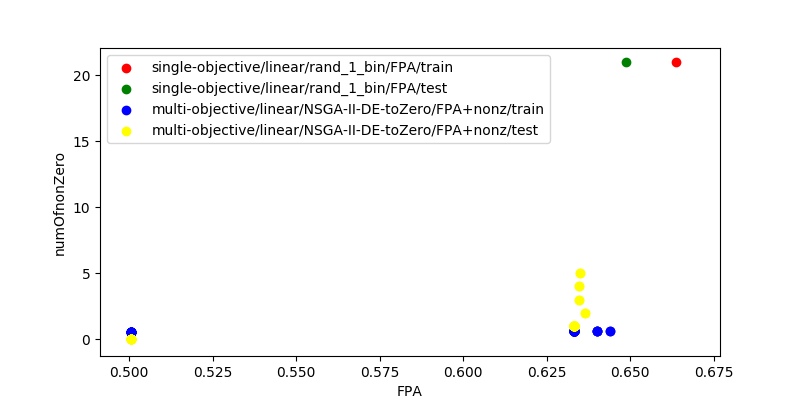 single-objective/linear/rand_1_bin/FPA/train
single-objective/linear/rand_1_bin/FPA/test
multi-objective/linear/NSGA-II-DE-toZero/FPA+nonz/train
multi-objective/linear/NSGA-II-DE-toZero/FPA+nonz/test
numOfnonZero
20
15
10
5
0
0.500
0.525
0.550
0.575
0.600
0.625
0.650
0.675
FPA